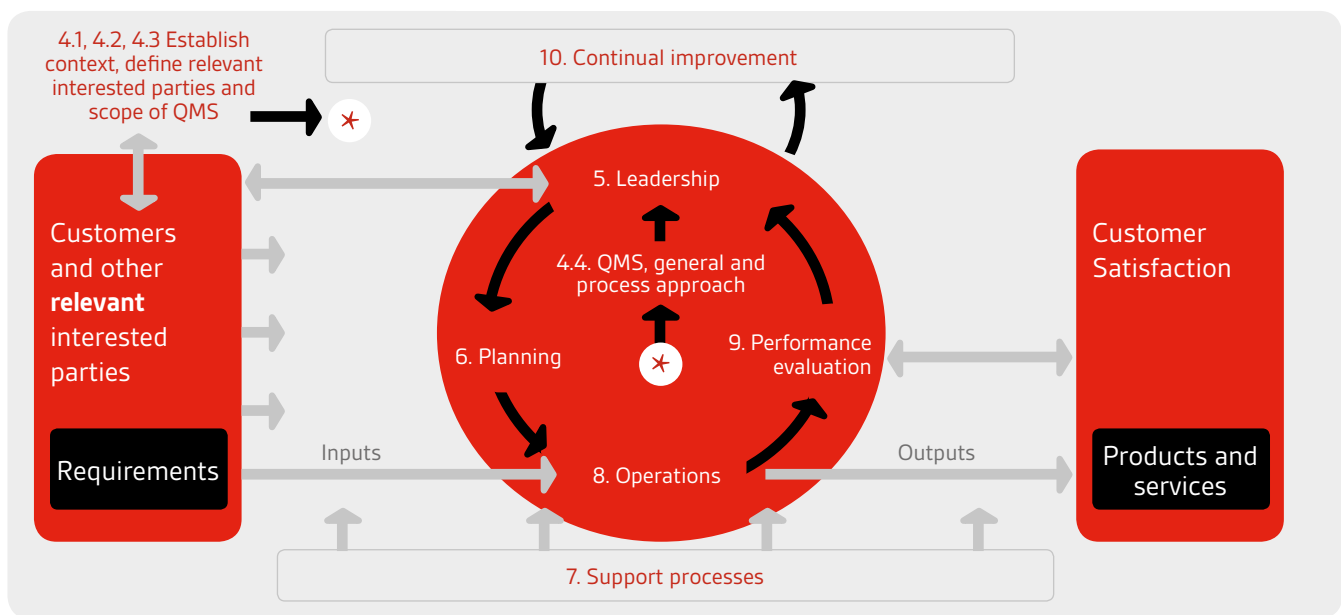 4.1, 4.2, 4.3 Establish
context, define relevant
interested parties and
scope of QMS
10. Continual improvement
Customers
and other
relevant
interested
parties
Requirements
Inputs
5. Leadership
4.4. QMS, general and
process approach
6. Planning
9. Performance
evaluation
8. Operations
Outputs
Customer
Satisfaction
Products and
services
7. Support processes